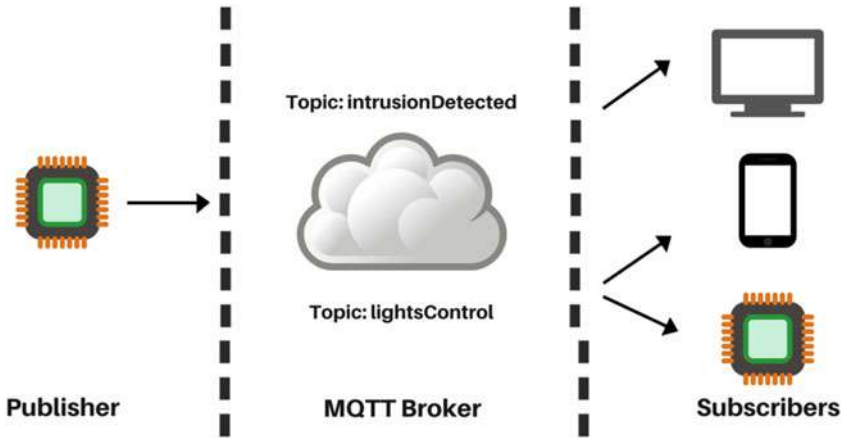 Topic: intrusionDetected
Topic: lightsControl
Publisher
MQTT Broker
Subscribers